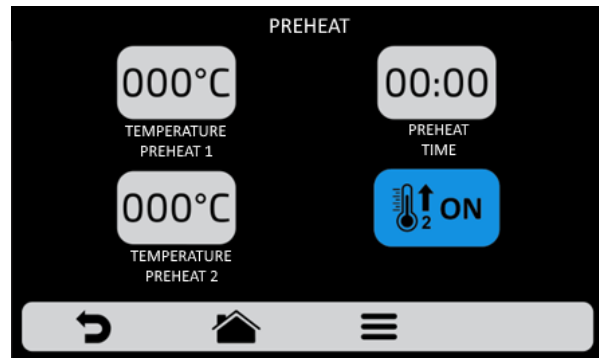 PREHEAT
000°C
TEMPERATURE
PREHEAT 1
00:00
PREHEAT
TIME
000°C
TEMPERATURE
PREHEAT 2
2 ON